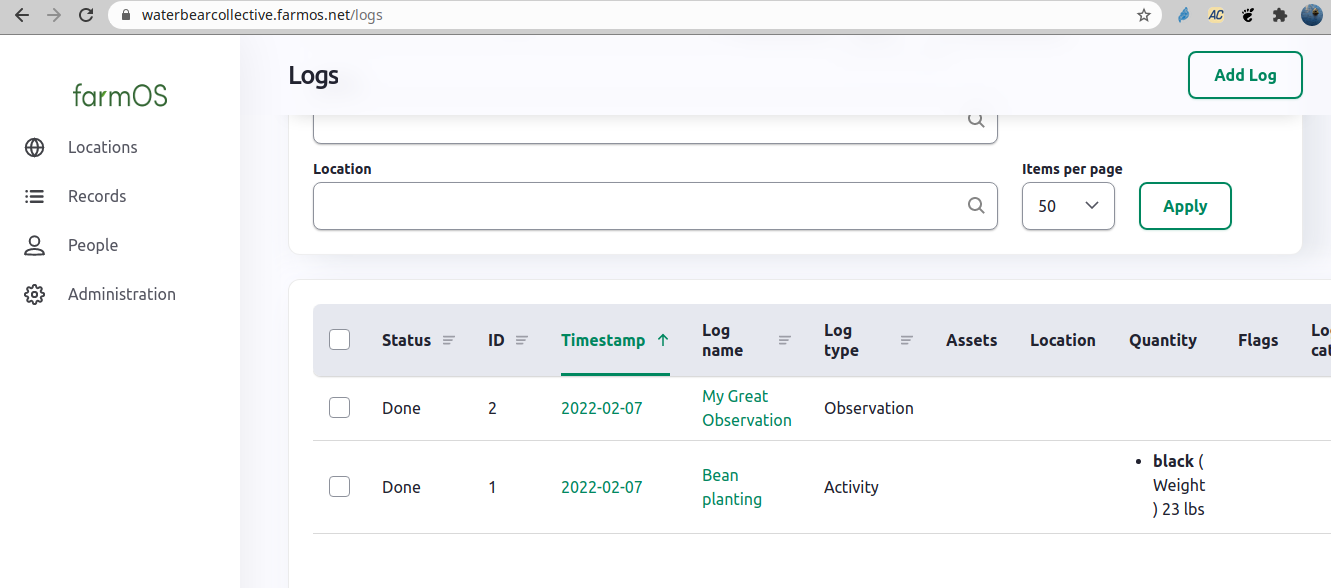 waterbearcollective.farmos.net/logs
AC
farmOS
Locations
Records
People
Administration
Logs
Add Log
Location
Items per page
50
Apply
Status ID Timestamp Log name Log type Assets Location Quantity Flags
Done 2 2022-02-07 My Great Observation Observation
Done 1 2022-02-07 Bean planting Activity • black (
Weight
) 23 lbs